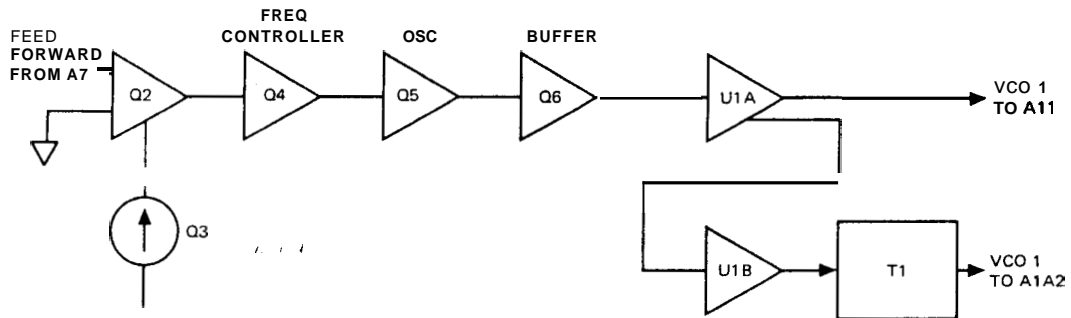 FEED
FORWARD
FROM A7
FREQ
CONTROLLER
OSC
BUFFER
Q2
Q4
Q5
Q6
U1A
VCO 1
TO A11
Q3
U1B
T1
VCO 1
TO A1A2